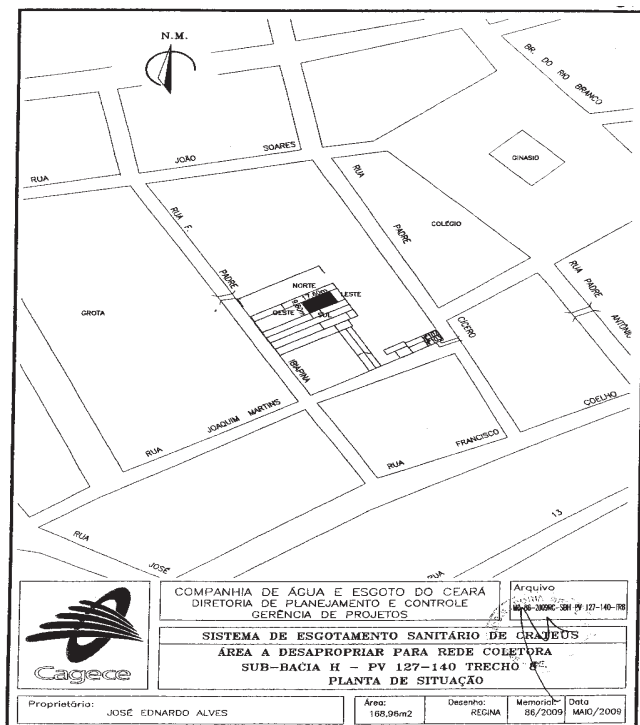 N.M.
BR. DO RIO BRANCO
RUA JOÃO SOARES
GINASIO
RUA PADRE CÍCERO
COLÉGIO
RUA F. PADRE IBIAPINA
RUA PADRE ANTÔNIO
GROTA
NORTE
LESTE
OESTE
SUL
RUA JOAQUIM MARTINS
RUA FRANCISCO COELHO
13
RUA JOSÉ
RUA
Cagece
COMPANHIA DE ÁGUA E ESGOTO DO CEARÁ
DIRETORIA DE PLANEJAMENTO E CONTROLE
GERÊNCIA DE PROJETOS
Arquivo
SISTEMA DE ESGOTAMENTO SANITÁRIO DE CRATEÚS
ÁREA A DESAPROPRIAR PARA REDE COLETORA
SUB-BACIA H - PV 127-140 TRECHO
PLANTA DE SITUAÇÃO
Proprietário:
JOSÉ EDNARDO ALVES
Área:
168,96m2
Desenho:
REGINA
Memorial:
86/2009
Data
MAIO/2009